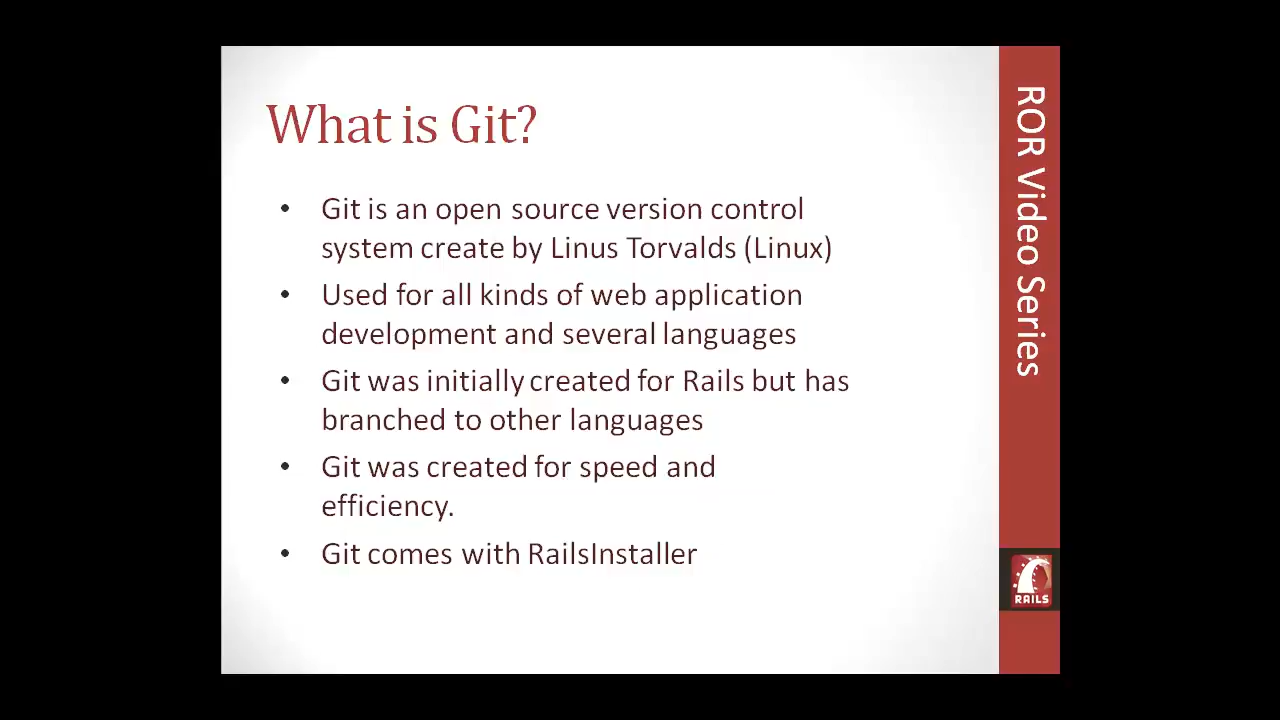 What is Git?
• Git is an open source version control
system create by Linus Torvalds (Linux)
• Used for all kinds of web application
development and several languages
• Git was initially created for Rails but has
branched to other languages
• Git was created for speed and
efficiency.
• Git comes with RailsInstaller
ROR Video Series
RAILS